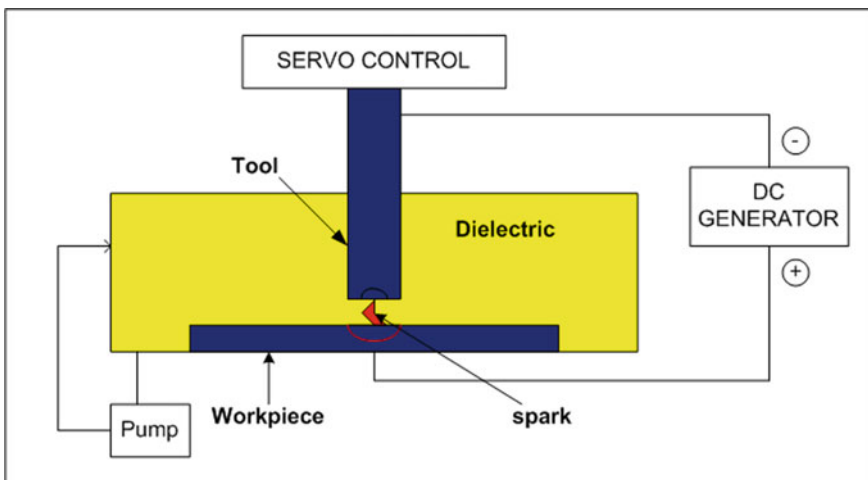 SERVO CONTROL
-
Tool
DC
GENERATOR
Dielectric
+
Pump
Workpiece
spark